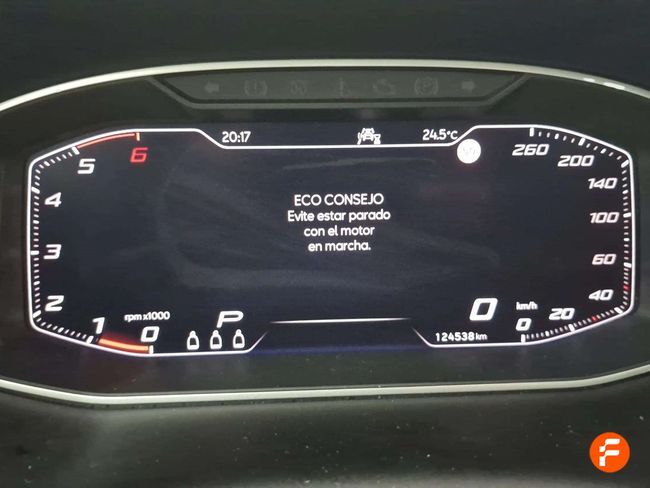 20:17
24.5°C
ECO CONSEJO
Evite estar parado
con el motor
en marcha.
6
5
4
3
2
1
0
rpm x1000
P
260
200
140
100
60
40
20
0
0
km/h
124538 km